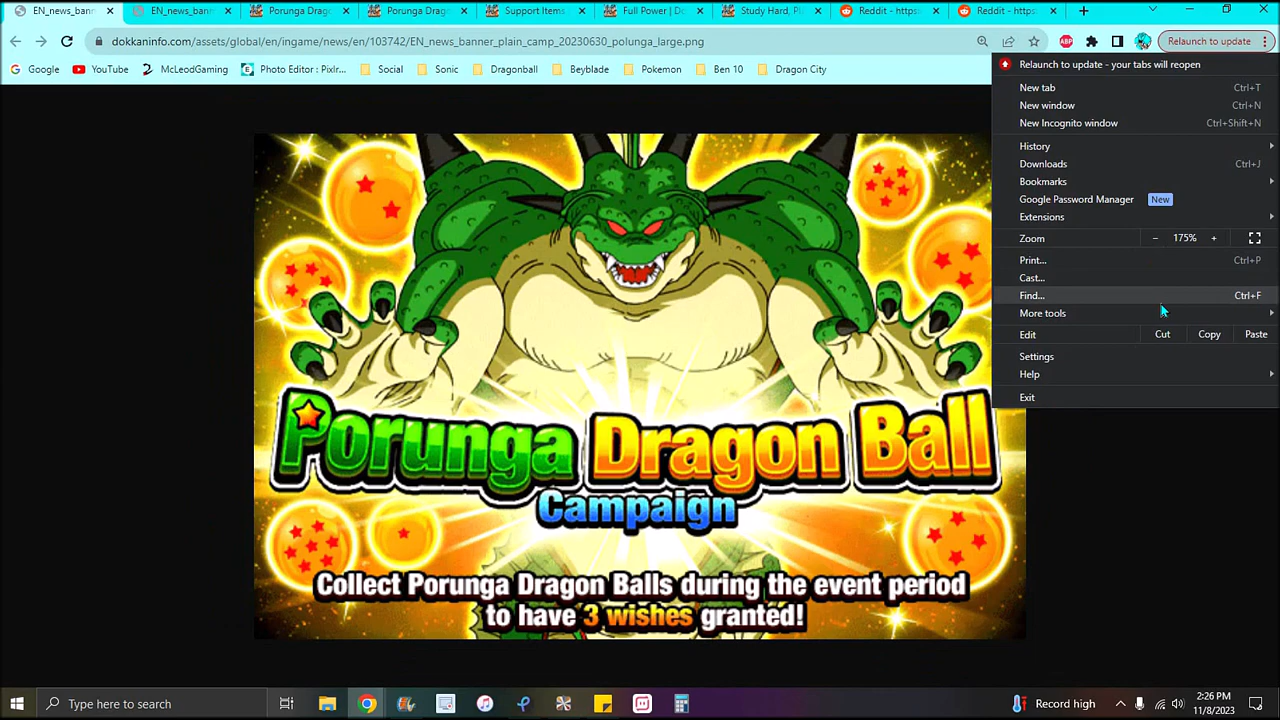 EN_news_bann
EN_news_bann
Porunga Drago
Porunga Drago
Support Items
Full Power | Do
Study Hard, Pl
Reddit - https:
Reddit - https:
dokkaninfo.com/assets/global/en/ingame/news/en/103742/EN_news_banner_plain_camp_20230630_polunga_large.png
ABP
Relaunch to update
Google
YouTube
McLeodGaming
Photo Editor : Pixlr...
Social
Sonic
Dragonball
Beyblade
Pokemon
Ben 10
Dragon City
Relaunch to update - your tabs will reopen
New tab Ctrl+T
New window Ctrl+N
New Incognito window Ctrl+Shift+N
History
Downloads Ctrl+J
Bookmarks
Google Password Manager New
Extensions
Zoom − 175% +
Print... Ctrl+P
Cast...
Find... Ctrl+F
More tools
Edit Cut Copy Paste
Settings
Help
Exit
Porunga Dragon Ball
Campaign
Collect Porunga Dragon Balls during the event period
to have 3 wishes granted!
Type here to search
Record high
2:26 PM
11/8/2023